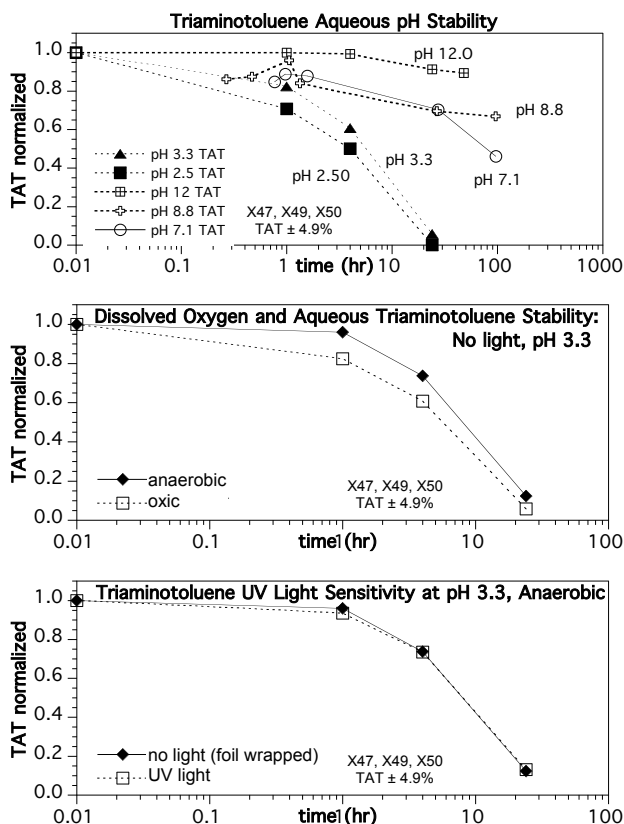 Triaminotoluene Aqueous pH Stability
1.0
0.8
0.6
0.4
0.2
0.0
TAT normalized
pH 12.0
pH 8.8
pH 3.3
pH 2.50
pH 7.1
pH 3.3 TAT
pH 2.5 TAT
pH 12 TAT
pH 8.8 TAT
pH 7.1 TAT
X47, X49, X50
TAT ± 4.9%
0.01 0.1 1 10 100 1000
time (hr)
Dissolved Oxygen and Aqueous Triaminotoluene Stability:
No light, pH 3.3
1.0
0.8
0.6
0.4
0.2
0.0
TAT normalized
anaerobic
oxic
X47, X49, X50
TAT ± 4.9%
0.01 0.1 1 10 100
time (hr)
Triaminotoluene UV Light Sensitivity at pH 3.3, Anaerobic
1.0
0.8
0.6
0.4
0.2
0.0
TAT normalized
no light (foil wrapped)
UV light
X47, X49, X50
TAT ± 4.9%
0.01 0.1 1 10 100
time (hr)